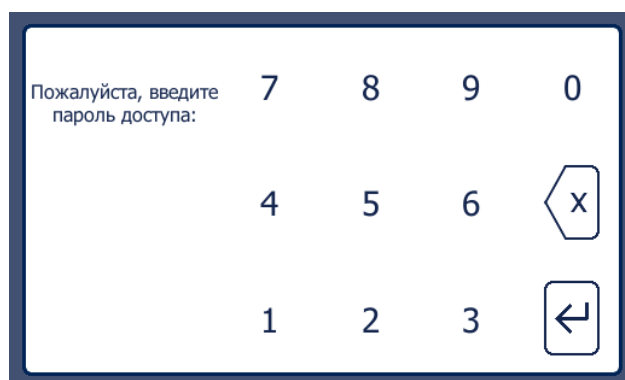 Пожалуйста, введите
пароль доступа:
7 8 9 0
4 5 6 X
1 2 3